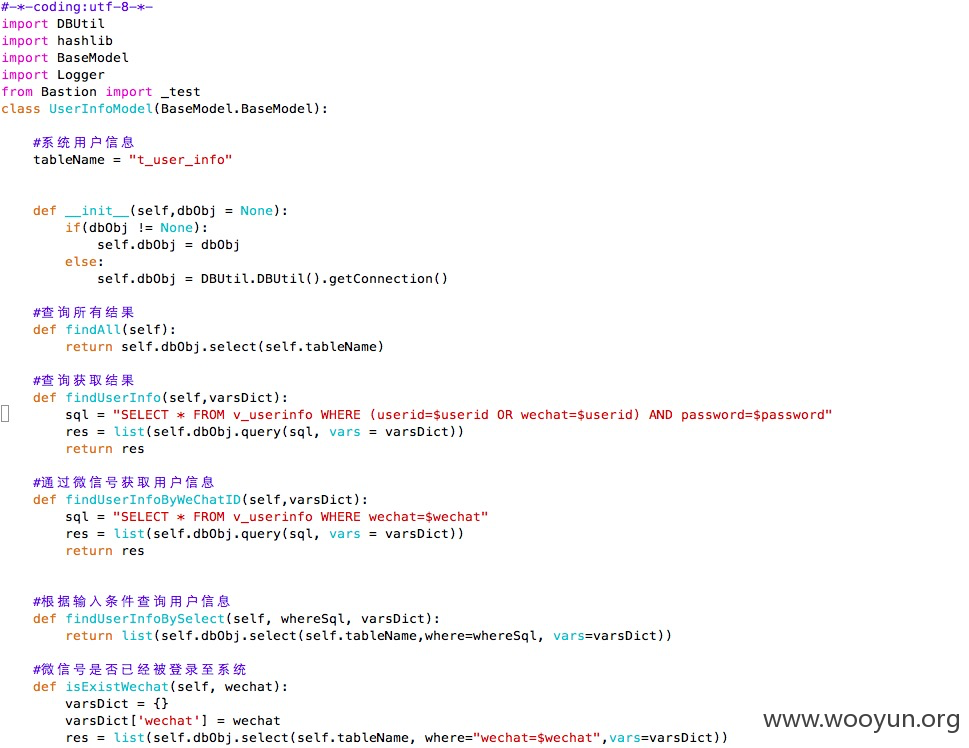 #-*-coding:utf-8-*-
import DBUtil
import hashlib
import BaseModel
import Logger
from Bastion import _test
class UserInfoModel(BaseModel.BaseModel):
    #系统用户信息
    tableName = "t_user_info"
    def __init__(self,dbObj = None):
        if(dbObj != None):
            self.dbObj = dbObj
        else:
            self.dbObj = DBUtil.DBUtil().getConnection()
    #查询所有结果
    def findAll(self):
        return self.dbObj.select(self.tableName)
    #查询获取结果
    def findUserInfo(self,varsDict):
        sql = "SELECT * FROM v_userinfo WHERE (userid=$userid OR wechat=$userid) AND password=$password"
        res = list(self.dbObj.query(sql, vars = varsDict))
        return res
    #通过微信号获取用户信息
    def findUserInfoByWeChatID(self,varsDict):
        sql = "SELECT * FROM v_userinfo WHERE wechat=$wechat"
        res = list(self.dbObj.query(sql, vars = varsDict))
        return res
    #根据输入条件查询用户信息
    def findUserInfoBySelect(self, whereSql, varsDict):
        return list(self.dbObj.select(self.tableName,where=whereSql, vars=varsDict))
    #微信号是否已经被登录至系统
    def isExistWechat(self, wechat):
        varsDict = {}
        varsDict['wechat'] = wechat
        res = list(self.dbObj.select(self.tableName, where="wechat=$wechat",vars=varsDict))
www.wooyun.org